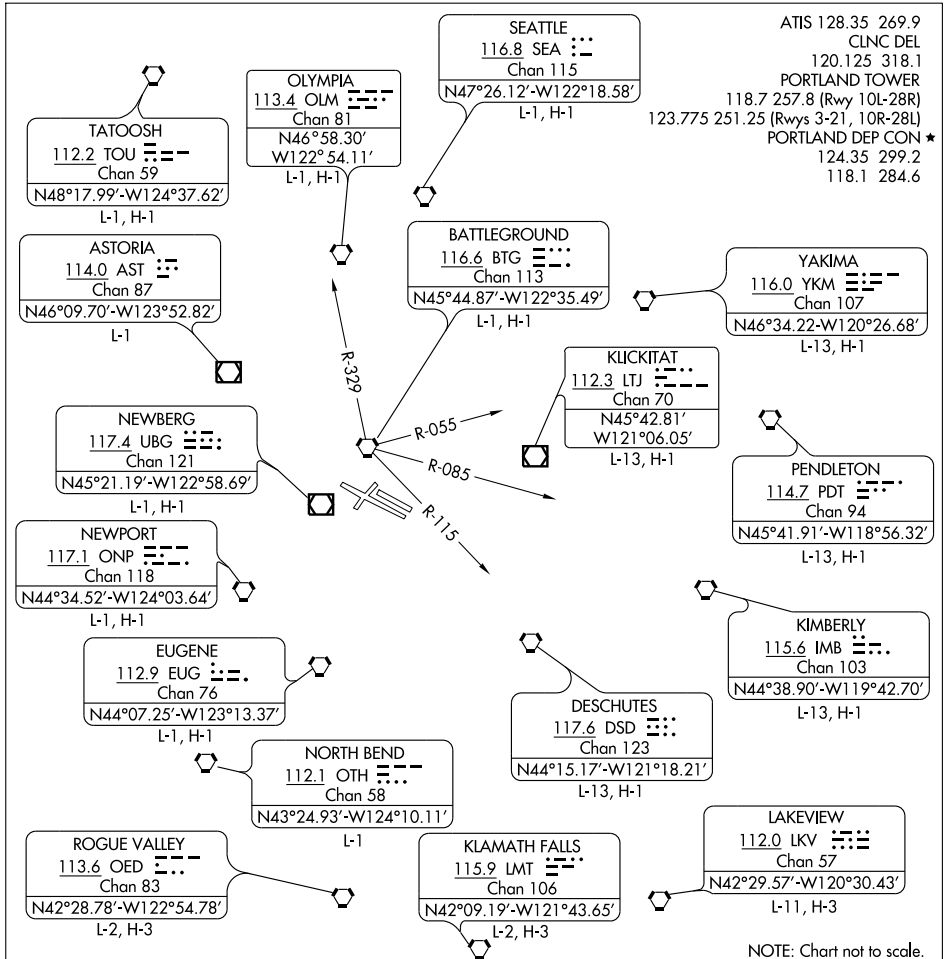 ATIS 128.35 269.9
CLNC DEL
120.125 318.1
PORTLAND TOWER
118.7 257.8 (Rwy 10L-28R)
123.775 251.25 (Rwys 3-21, 10R-28L)
PORTLAND DEP CON ★
124.35 299.2
118.1 284.6
SEATTLE
116.8 SEA
Chan 115
N47°26.12’-W122°18.58’
L-1, H-1
OLYMPIA
113.4 OLM
Chan 81
N46°58.30’
W122°54.11’
L-1, H-1
TATOOSH
112.2 TOU
Chan 59
N48°17.99’-W124°37.62’
L-1, H-1
ASTORIA
114.0 AST
Chan 87
N46°09.70’-W123°52.82’
L-1
BATTLEGROUND
116.6 BTG
Chan 113
N45°44.87’-W122°35.49’
L-1, H-1
YAKIMA
116.0 YKM
Chan 107
N46°34.22-W120°26.68’
L-13, H-1
KLICKITAT
112.3 LTJ
Chan 70
N45°42.81’
W121°06.05’
L-13, H-1
R-329
R-055
R-085
R-115
NEWBERG
117.4 UBG
Chan 121
N45°21.19’-W122°58.69’
L-1, H-1
PENDLETON
114.7 PDT
Chan 94
N45°41.91’-W118°56.32’
L-13, H-1
NEWPORT
117.1 ONP
Chan 118
N44°34.52’-W124°03.64’
L-1, H-1
KIMBERLY
115.6 IMB
Chan 103
N44°38.90’-W119°42.70’
L-13, H-1
EUGENE
112.9 EUG
Chan 76
N44°07.25’-W123°13.37’
L-1, H-1
DESCHUTES
117.6 DSD
Chan 123
N44°15.17’-W121°18.21’
L-13, H-1
NORTH BEND
112.1 OTH
Chan 58
N43°24.93’-W124°10.11’
L-1
LAKEVIEW
112.0 LKV
Chan 57
N42°29.57’-W120°30.43’
L-11, H-3
ROGUE VALLEY
113.6 OED
Chan 83
N42°28.78’-W122°54.78’
L-2, H-3
KLAMATH FALLS
115.9 LMT
Chan 106
N42°09.19’-W121°43.65’
L-2, H-3
NOTE: Chart not to scale.